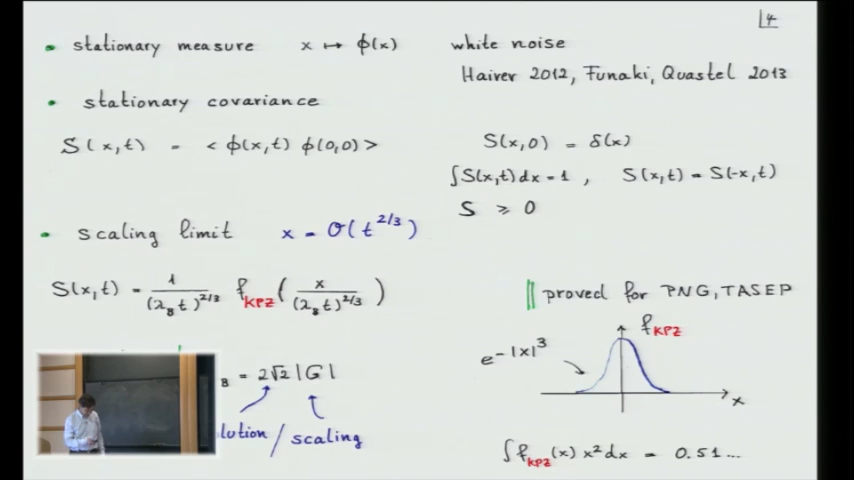 4
• stationary measure x ↦ ϕ(x) white noise
Hairer 2012, Funaki, Quastel 2013
• stationary covariance
S(x,t) = < ϕ(x,t) ϕ(0,0) > S(x,0) = δ(x)
∫S(x,t)dx = 1 , S(x,t) = S(-x,t)
S ≥ 0
• scaling limit x = O(t^{2/3})
S(x,t) = 1/(λ_B t)^{2/3} f_KPZ ( x/(λ_B t)^{2/3} )
proved for PNG, TASEP
f_KPZ
e^{-|x|^3}
x
B = 2√2 |G|
lution / scaling
∫f_KPZ(x) x² dx = 0.51...